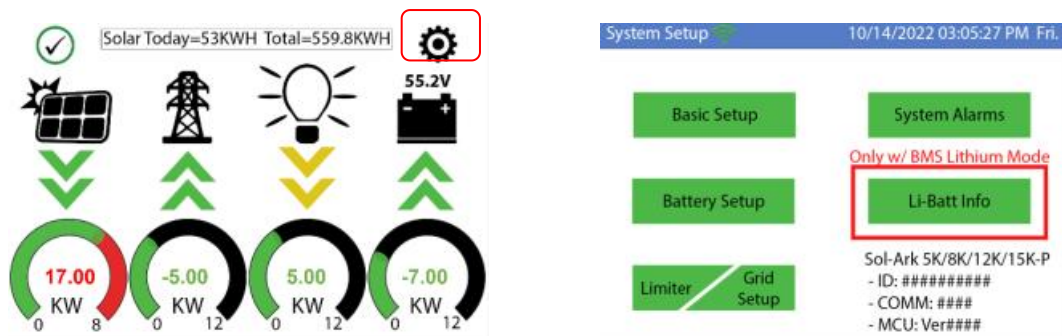 Solar Today=53KWH Total=559.8KWH
55.2V
17.00
KW
0 8
-5.00
KW
0 12
5.00
KW
0 12
-7.00
KW
0 12
System Setup
10/14/2022 03:05:27 PM Fri.
Basic Setup
System Alarms
Only w/ BMS Lithium Mode
Battery Setup
Li-Batt Info
Limiter
Grid
Setup
Sol-Ark 5K/8K/12K/15K-P
- ID: ##########
- COMM: ####
- MCU: Ver####